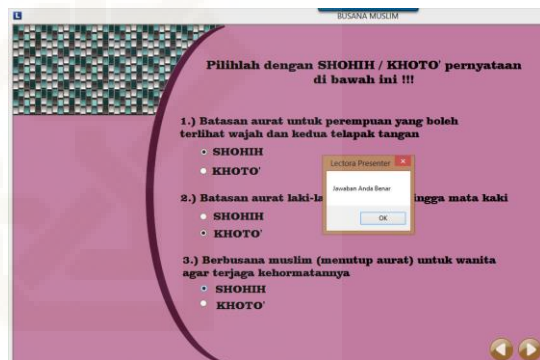 BUSANA MUSLIM
Pilihlah dengan SHOHIH / KHOTO' pernyataan
di bawah ini !!!
1.) Batasan aurat untuk perempuan yang boleh
terlihat wajah dan kedua telapak tangan
SHOHIH
KHOTO'
Lectora Presenter
Jawaban Anda Benar
OK
2.) Batasan aurat ingga mata kaki
SHOHIH
KHOTO'
3.) Berbusana muslim (menutup aurat) untuk wanita
agar terjaga kehormatannya
SHOHIH
KHOTO'